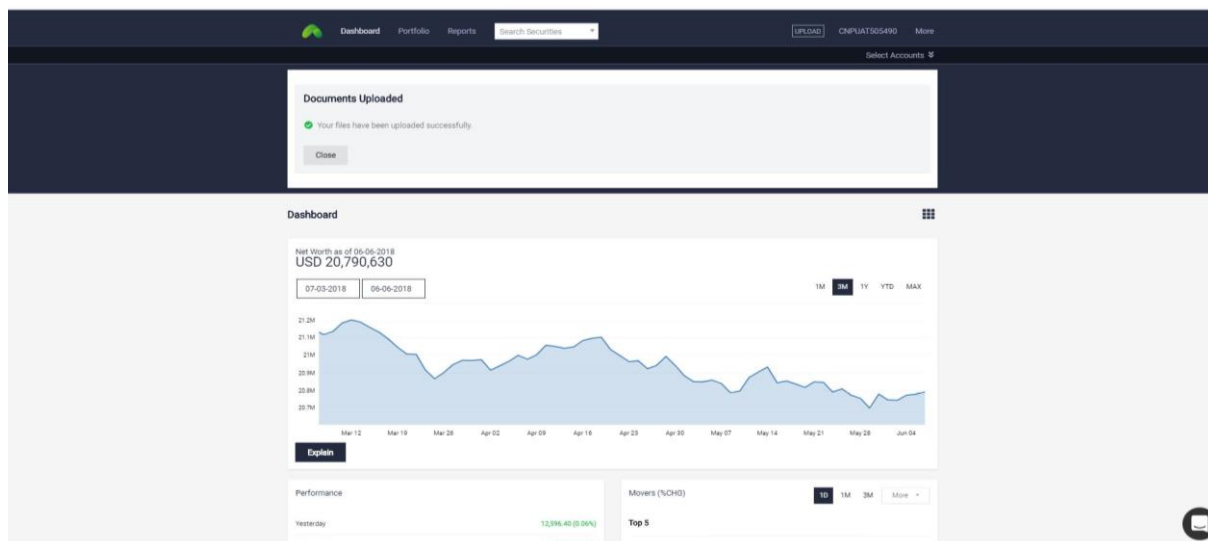 Dashboard Portfolio Reports Search Securities UPLOAD CNPUAT505490 More
Select Accounts
Documents Uploaded
Your files have been uploaded successfully.
Close
Dashboard
Net Worth as of 06-06-2018
USD 20,790,630
07-03-2018 06-06-2018 1M 3M 1Y YTD MAX
21.2M
21.1M
21M
20.9M
20.8M
20.7M
Mar 12 Mar 19 Mar 26 Apr 02 Apr 09 Apr 16 Apr 23 Apr 30 May 07 May 14 May 21 May 28 Jun 04
Explain
Performance
Yesterday 12,596.40 (0.06%)
Movers (%CHG) 1D 1M 3M More
Top 5